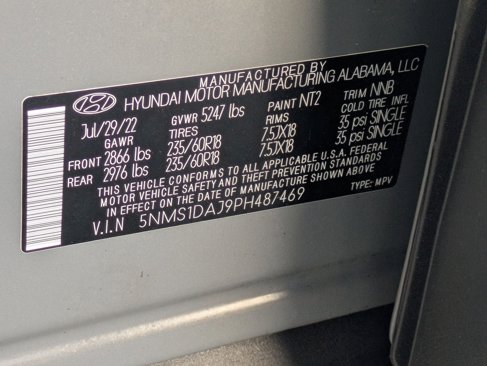 MANUFACTURED BY
HYUNDAI MOTOR MANUFACTURING ALABAMA, LLC
Jul/29/22 GVWR 5247 lbs PAINT NT2 TRIM NNB
GAWR TIRES RIMS COLD TIRE INFL
FRONT 2866 lbs 235/60R18 7.5JX18 35 psi SINGLE
REAR 2976 lbs 235/60R18 7.5JX18 35 psi SINGLE
THIS VEHICLE CONFORMS TO ALL APPLICABLE U.S.A. FEDERAL
MOTOR VEHICLE SAFETY AND THEFT PREVENTION STANDARDS
IN EFFECT ON THE DATE OF MANUFACTURE SHOWN ABOVE
V.I.N 5NMS1DAJ9PH487469 TYPE: MPV